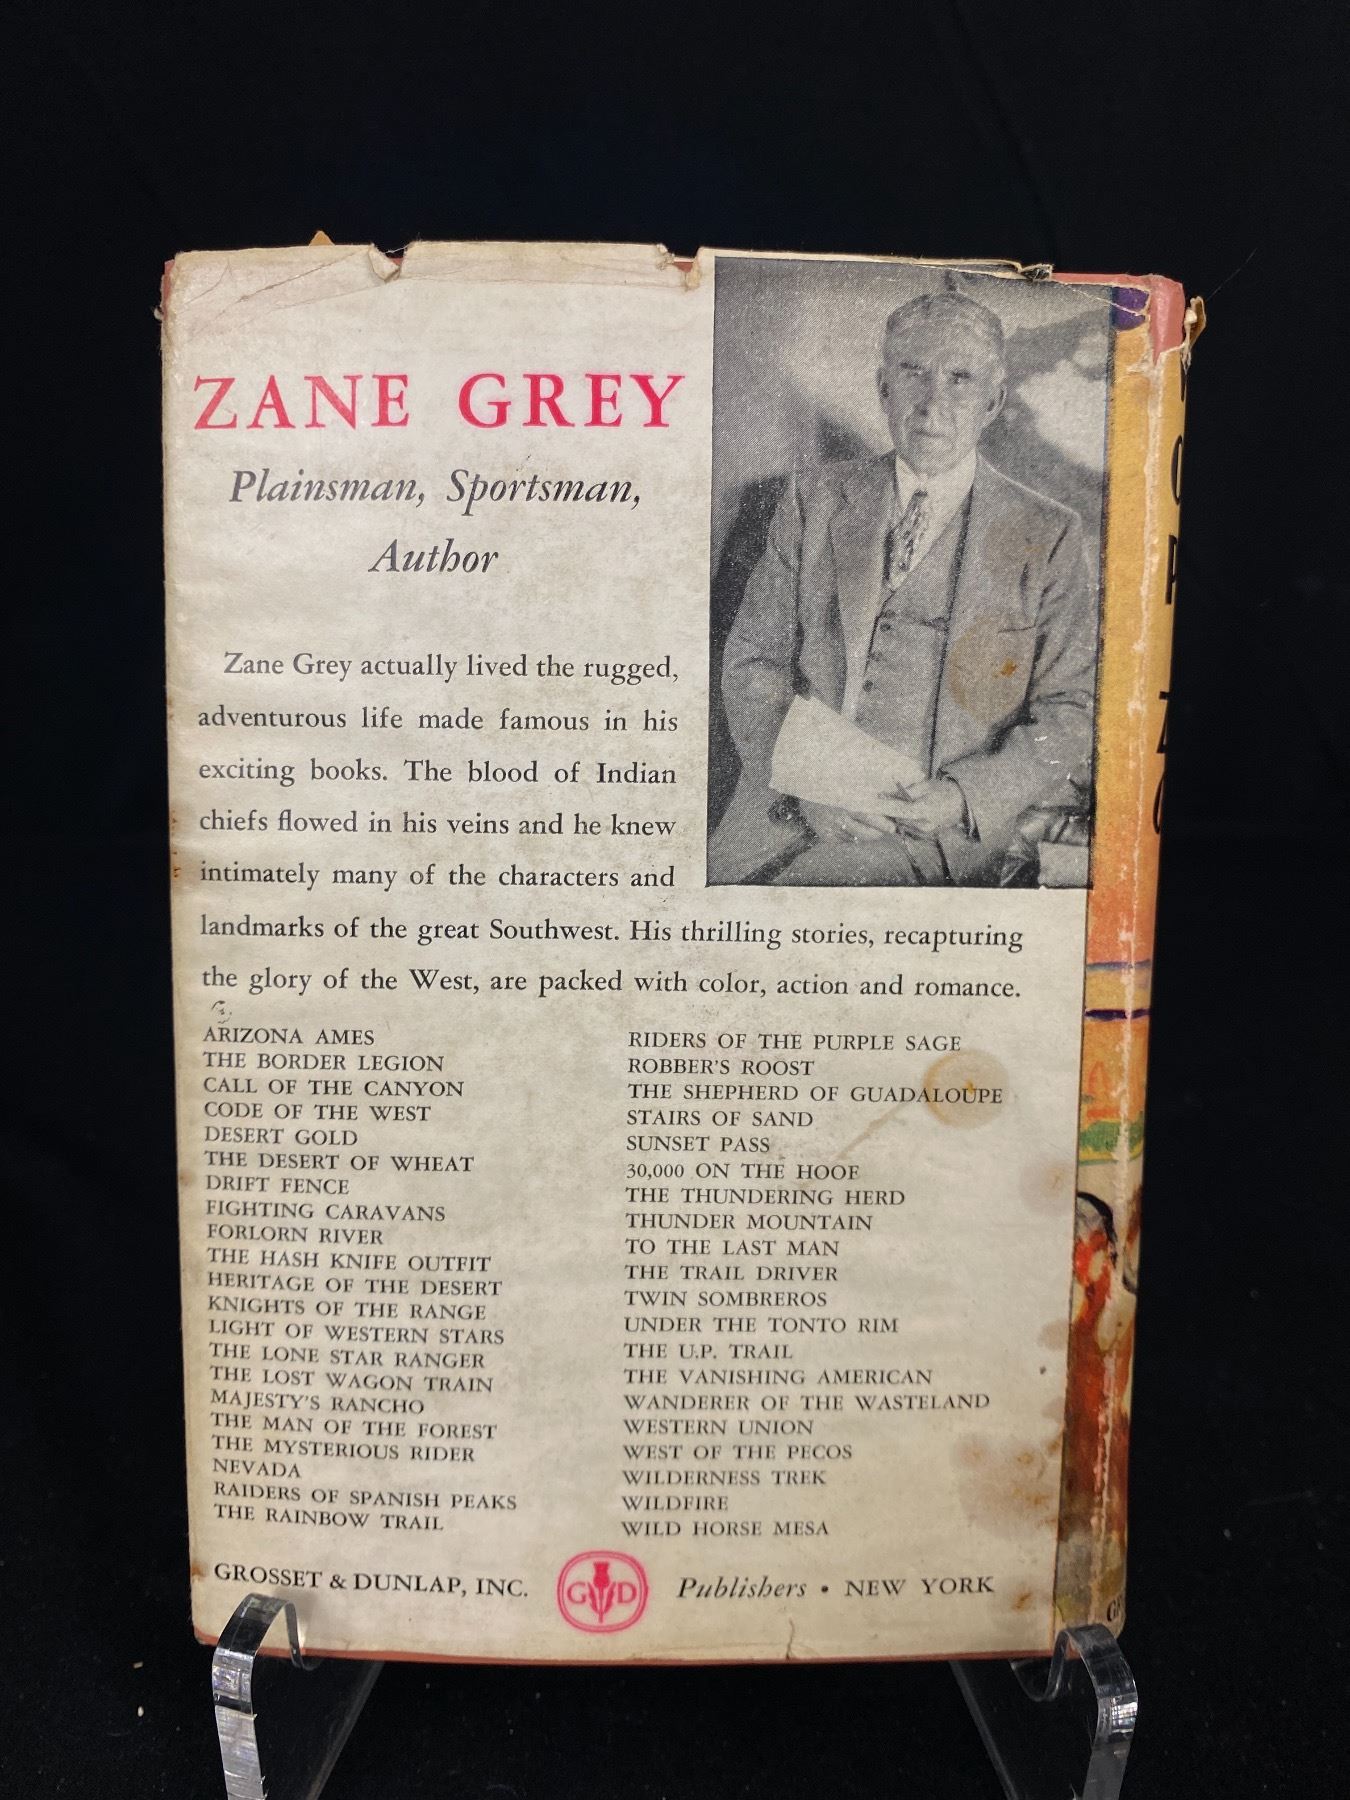 ZANE GREY
Plainsman, Sportsman,
Author
Zane Grey actually lived the rugged,
adventurous life made famous in his
exciting books. The blood of Indian
chiefs flowed in his veins and he knew
intimately many of the characters and
landmarks of the great Southwest. His thrilling stories, recapturing
the glory of the West, are packed with color, action and romance.
ARIZONA AMES
THE BORDER LEGION
CALL OF THE CANYON
CODE OF THE WEST
DESERT GOLD
THE DESERT OF WHEAT
DRIFT FENCE
FIGHTING CARAVANS
FORLORN RIVER
THE HASH KNIFE OUTFIT
HERITAGE OF THE DESERT
KNIGHTS OF THE RANGE
LIGHT OF WESTERN STARS
THE LONE STAR RANGER
THE LOST WAGON TRAIN
MAJESTY'S RANCHO
THE MAN OF THE FOREST
THE MYSTERIOUS RIDER
NEVADA
RAIDERS OF SPANISH PEAKS
THE RAINBOW TRAIL
RIDERS OF THE PURPLE SAGE
ROBBER'S ROOST
THE SHEPHERD OF GUADALOUPE
STAIRS OF SAND
SUNSET PASS
30,000 ON THE HOOF
THE THUNDERING HERD
THUNDER MOUNTAIN
TO THE LAST MAN
THE TRAIL DRIVER
TWIN SOMBREROS
UNDER THE TONTO RIM
THE U.P. TRAIL
THE VANISHING AMERICAN
WANDERER OF THE WASTELAND
WESTERN UNION
WEST OF THE PECOS
WILDERNESS TREK
WILDFIRE
WILD HORSE MESA
GROSSET & DUNLAP, INC. G D Publishers • NEW YORK